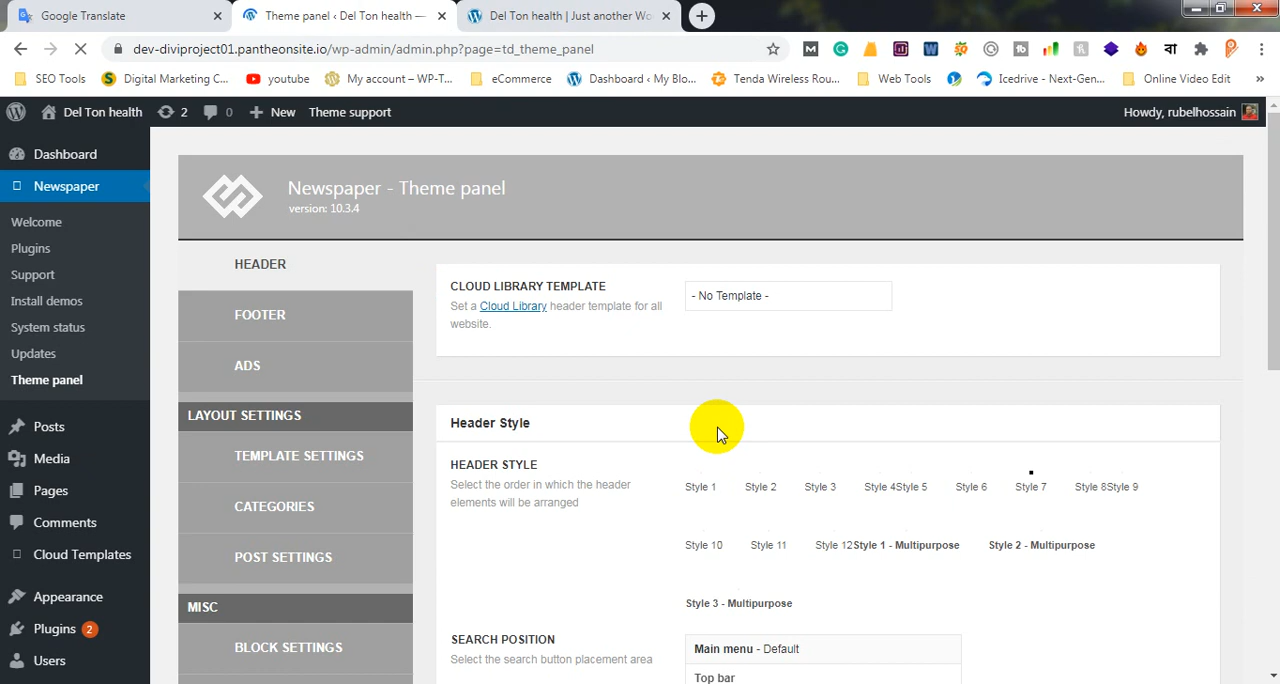 Google Translate
Theme panel ‹ Del Ton health —
Del Ton health | Just another Wo
dev-diviproject01.pantheonsite.io/wp-admin/admin.php?page=td_theme_panel
SEO Tools
Digital Marketing C...
youtube
My account – WP-T...
eCommerce
Dashboard ‹ My Blo...
Tenda Wireless Rou...
Web Tools
Icedrive - Next-Gen...
Online Video Edit
»
Del Ton health
2
0
New
Theme support
Howdy, rubelhossain
Dashboard
Newspaper
Welcome
Plugins
Support
Install demos
System status
Updates
Theme panel
Posts
Media
Pages
Comments
Cloud Templates
Appearance
Plugins 2
Users
Newspaper - Theme panel
version: 10.3.4
HEADER
FOOTER
ADS
LAYOUT SETTINGS
TEMPLATE SETTINGS
CATEGORIES
POST SETTINGS
MISC
BLOCK SETTINGS
CLOUD LIBRARY TEMPLATE
Set a Cloud Library header template for all
website.
- No Template -
Header Style
HEADER STYLE
Select the order in which the header
elements will be arranged
Style 1 Style 2 Style 3 Style 4Style 5 Style 6 Style 7 Style 8Style 9
Style 10 Style 11 Style 12Style 1 - Multipurpose Style 2 - Multipurpose
Style 3 - Multipurpose
SEARCH POSITION
Select the search button placement area
Main menu - Default
Top bar